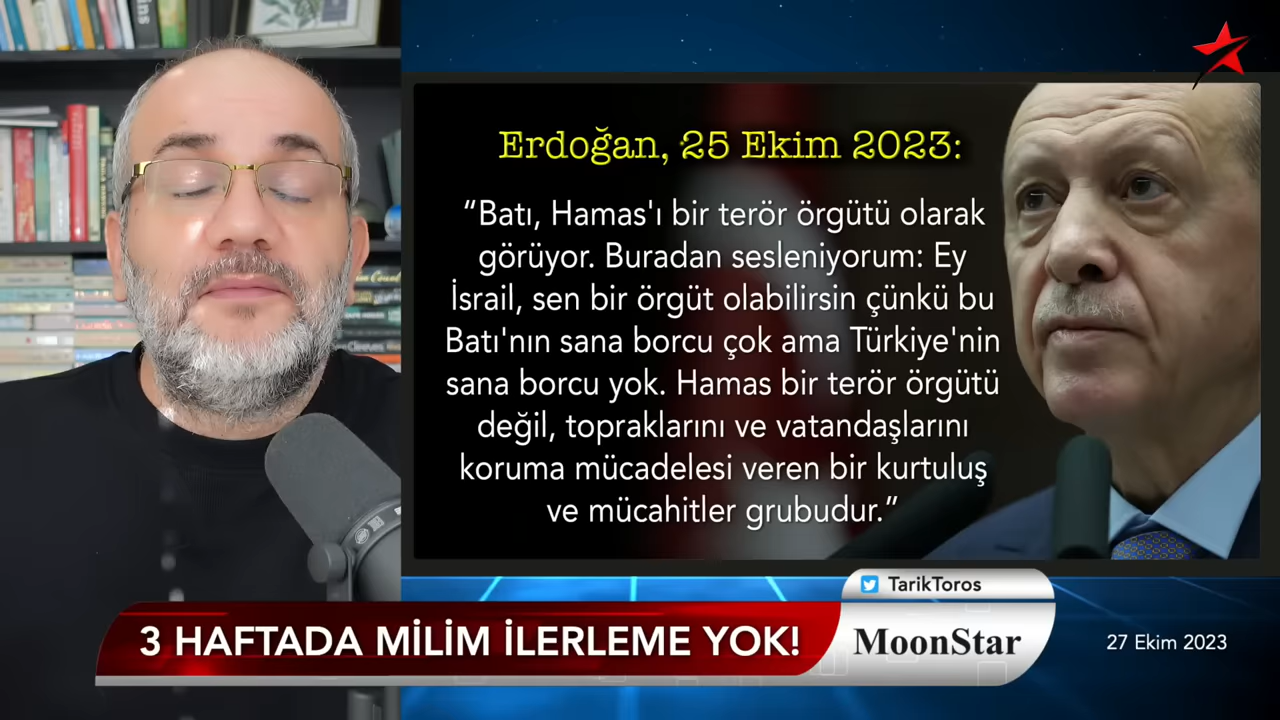 Erdoğan, 25 Ekim 2023:
“Batı, Hamas'ı bir terör örgütü olarak
görüyor. Buradan sesleniyorum: Ey
İsrail, sen bir örgüt olabilirsin çünkü bu
Batı'nın sana borcu çok ama Türkiye'nin
sana borcu yok. Hamas bir terör örgütü
değil, topraklarını ve vatandaşlarını
koruma mücadelesi veren bir kurtuluş
ve mücahitler grubudur.”
TarikToros
3 HAFTADA MİLİM İLERLEME YOK!
MoonStar
27 Ekim 2023